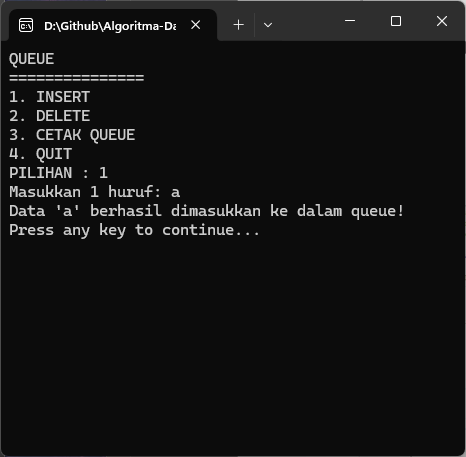 D:\Github\Algoritma-Da
QUEUE
===============
1. INSERT
2. DELETE
3. CETAK QUEUE
4. QUIT
PILIHAN : 1
Masukkan 1 huruf: a
Data 'a' berhasil dimasukkan ke dalam queue!
Press any key to continue...